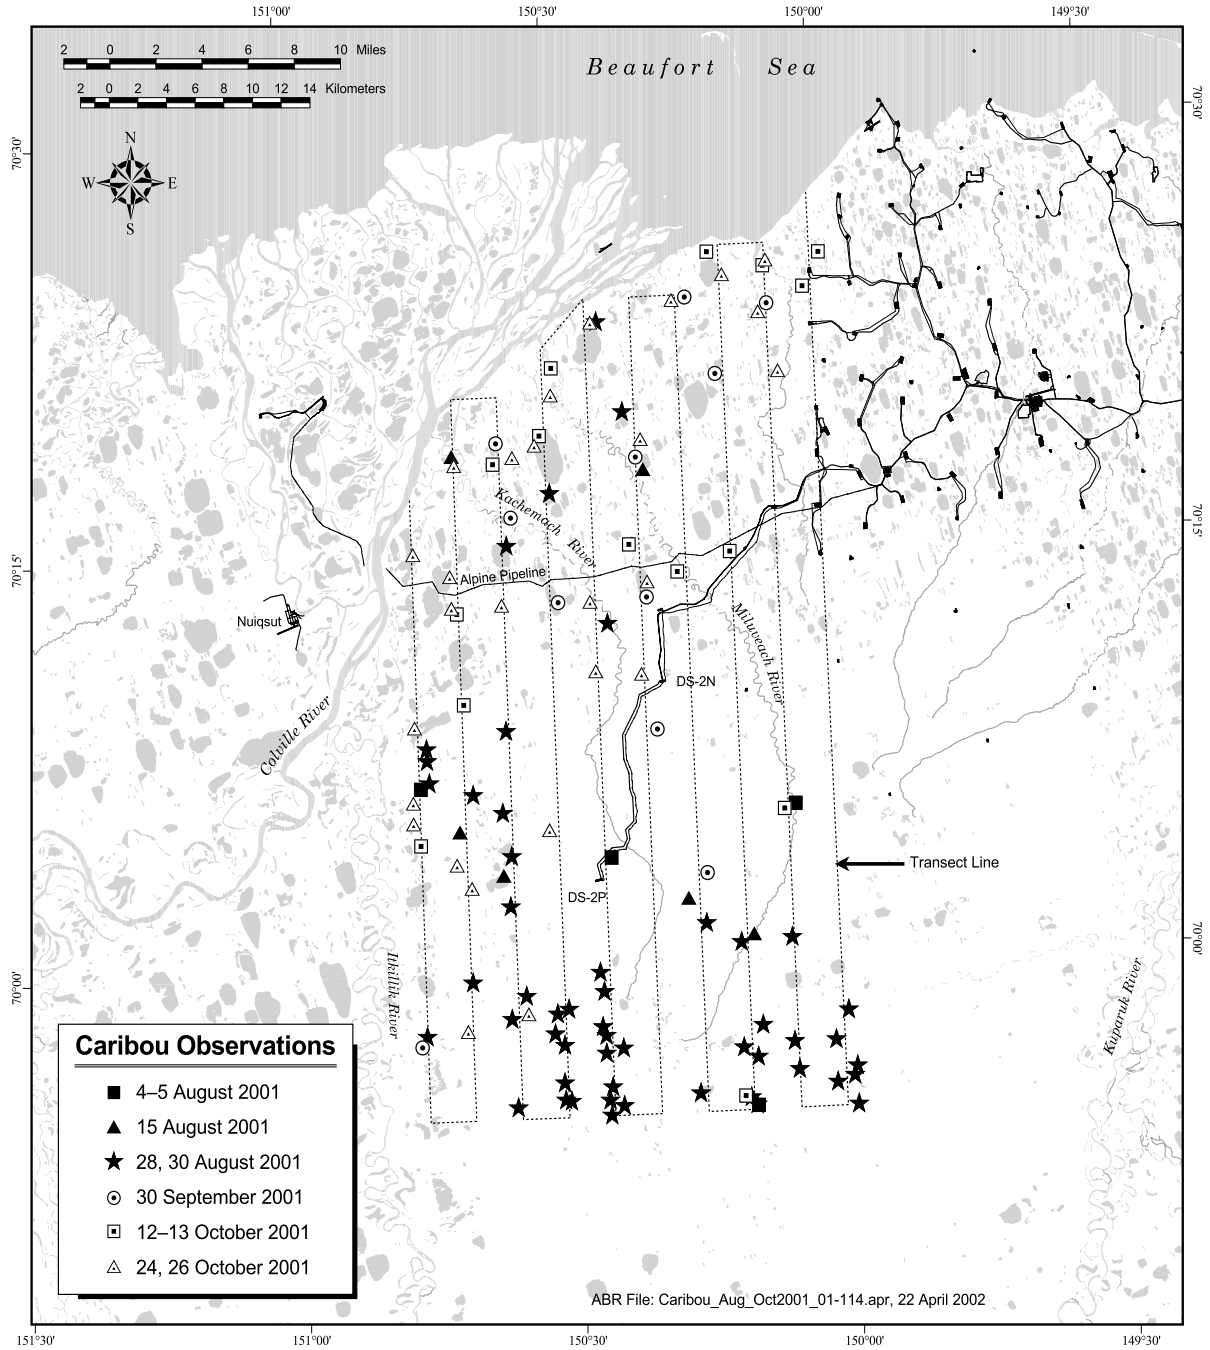 151°00' 150°30' 150°00' 149°30'
2 0 2 4 6 8 10 Miles
2 0 2 4 6 8 10 12 14 Kilometers
Beaufort Sea
70°30'
70°30'
N
W E
S
Kachemach River
70°15'
70°15'
Alpine Pipeline
Nuiqsut
Miluveach River
DS-2N
Colville River
Transect Line
DS-2P
70°00'
70°00'
Itkillik River
Kuparuk River
Caribou Observations
4–5 August 2001
15 August 2001
28, 30 August 2001
30 September 2001
12–13 October 2001
24, 26 October 2001
ABR File: Caribou_Aug_Oct2001_01-114.apr, 22 April 2002
151°30' 151°00' 150°30' 150°00' 149°30'